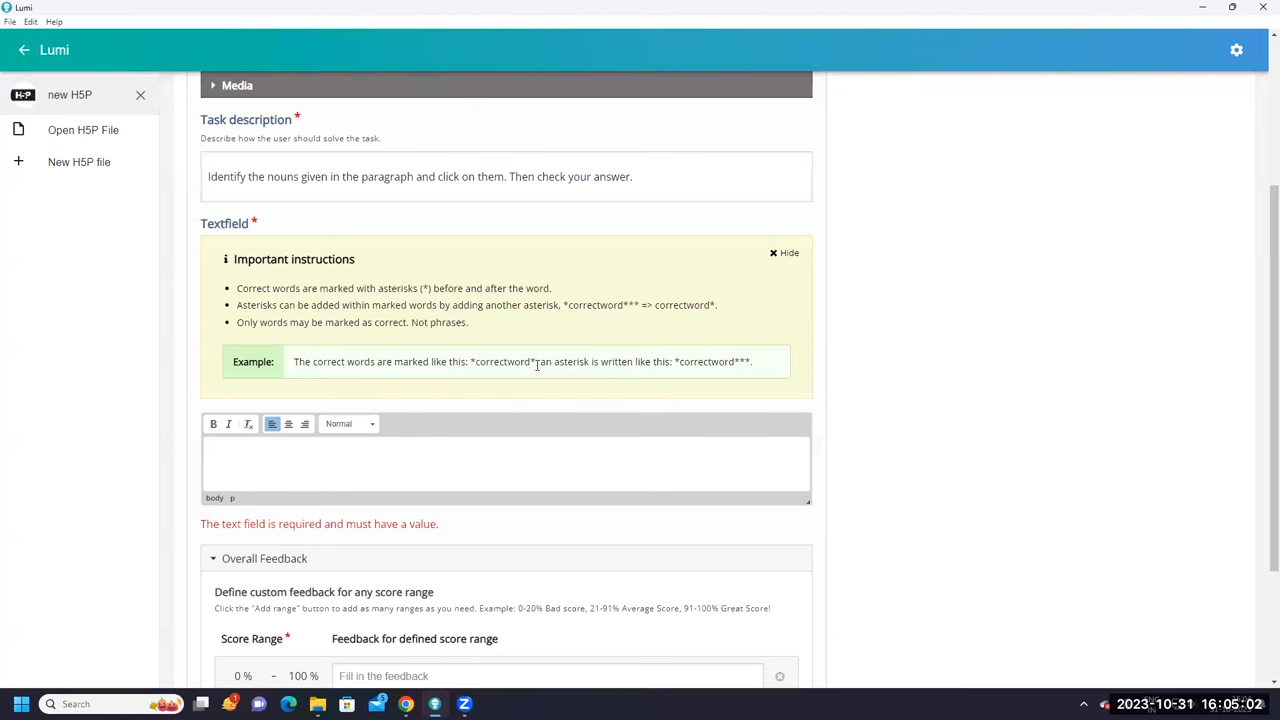 Lumi
File Edit Help
Lumi
H5P new H5P
Open H5P File
New H5P file
Media
Task description *
Describe how the user should solve the task.
Identify the nouns given in the paragraph and click on them. Then check your answer.
Textfield *
Important instructions
Hide
Correct words are marked with asterisks (*) before and after the word.
Asterisks can be added within marked words by adding another asterisk, *correctword*** => correctword*.
Only words may be marked as correct. Not phrases.
Example: The correct words are marked like this: *correctword* an asterisk is written like this: *correctword***.
B I Tx Normal
body p
The text field is required and must have a value.
Overall Feedback
Define custom feedback for any score range
Click the "Add range" button to add as many ranges as you need. Example: 0-20% Bad score, 21-91% Average Score, 91-100% Great Score!
Score Range * Feedback for defined score range
0 % - 100 % Fill in the feedback
Search
2023-10-31 16:05:02